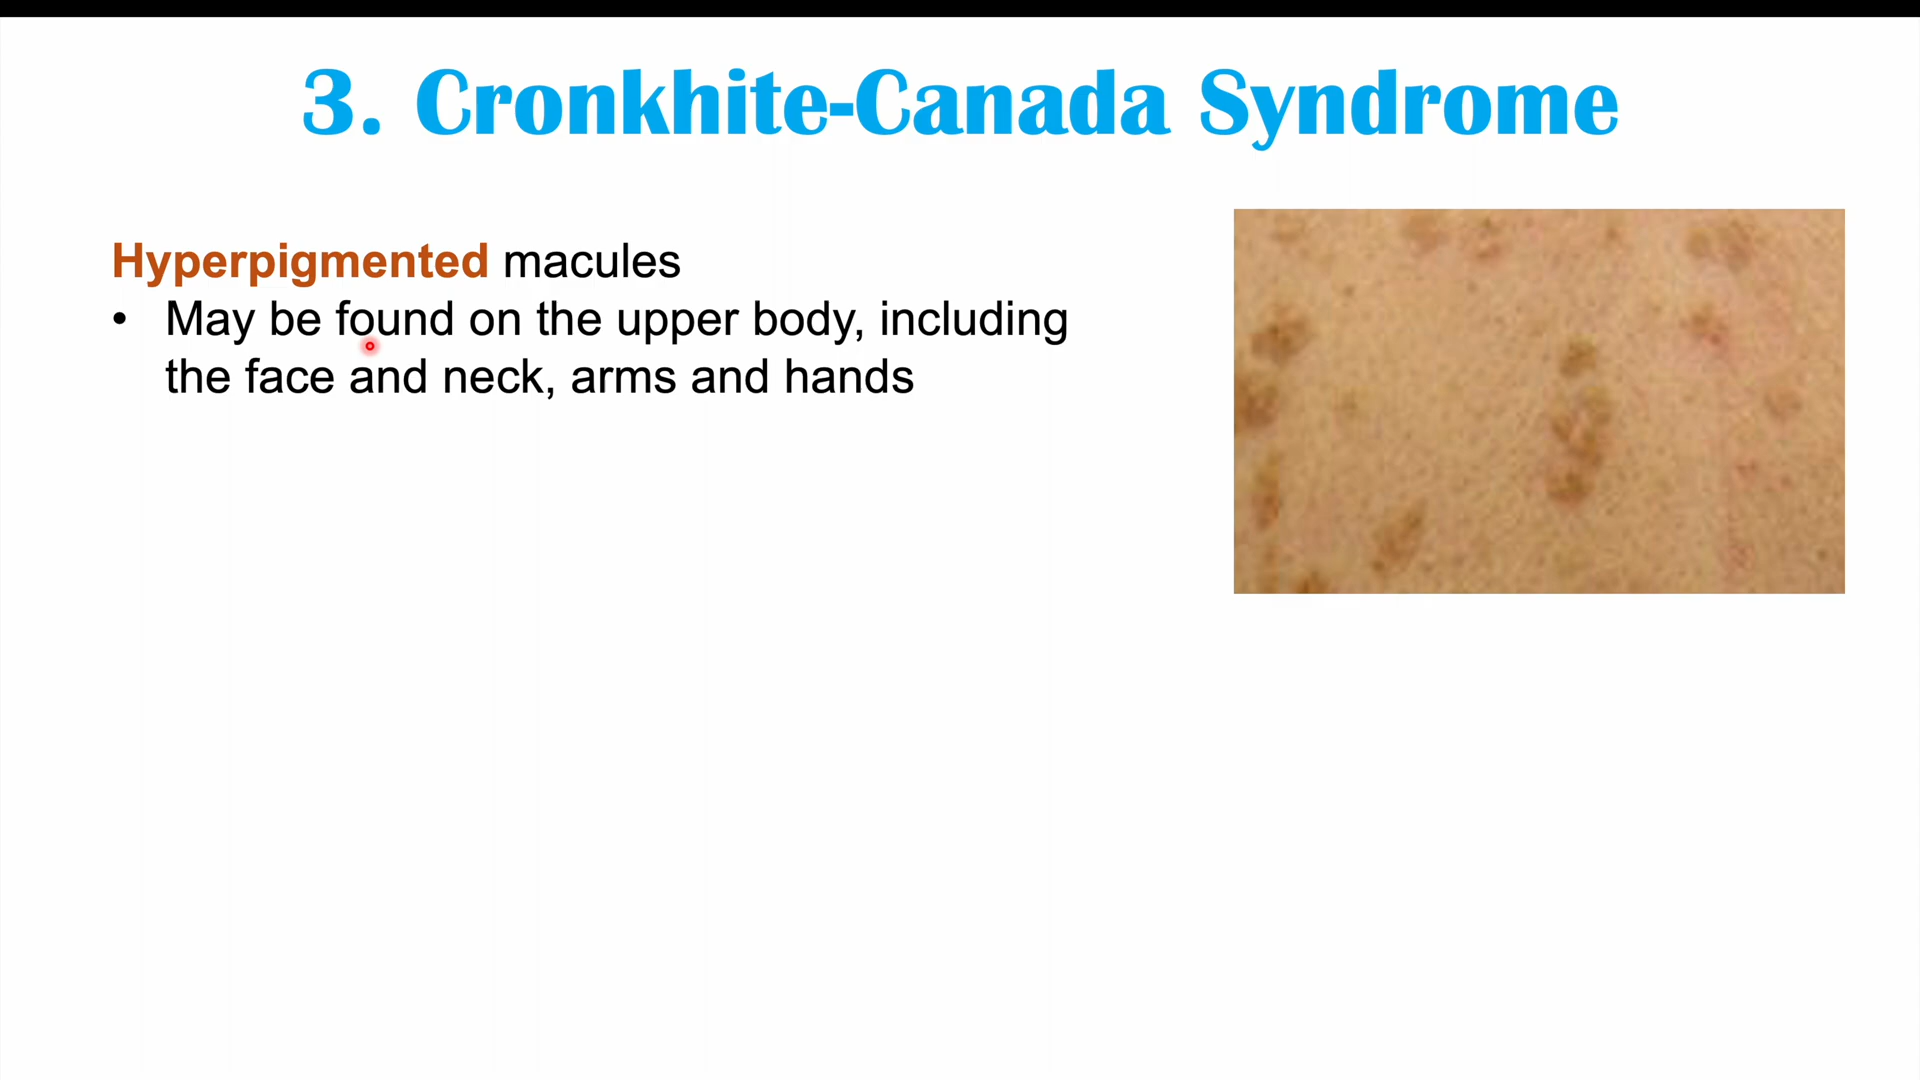 3. Cronkhite-Canada Syndrome
Hyperpigmented macules
• May be found on the upper body, including
the face and neck, arms and hands